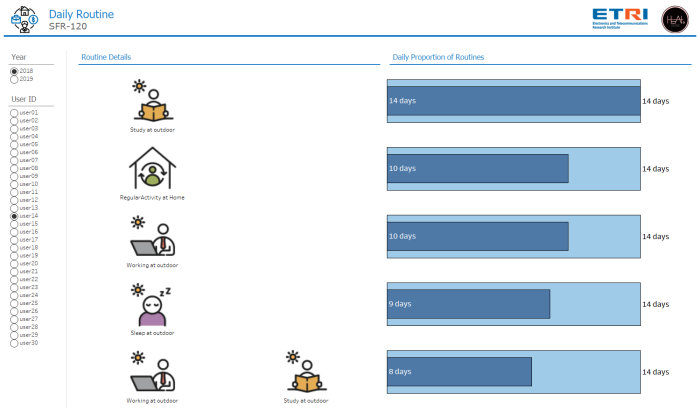 Daily Routine
SFR-120
ETRI
Electronics and Telecommunications
Research Institute
Year
2018
2019
User ID
user01
user02
user03
user04
user05
user06
user07
user08
user09
user10
user11
user12
user13
user14
user15
user16
user17
user18
user19
user20
user21
user22
user23
user24
user25
user26
user27
user28
user29
user30
Routine Details
Daily Proportion of Routines
Study at outdoor
14 days
14 days
RegularActivity at Home
10 days
14 days
Working at outdoor
10 days
14 days
z z
Sleep at outdoor
9 days
14 days
Working at outdoor
Study at outdoor
8 days
14 days